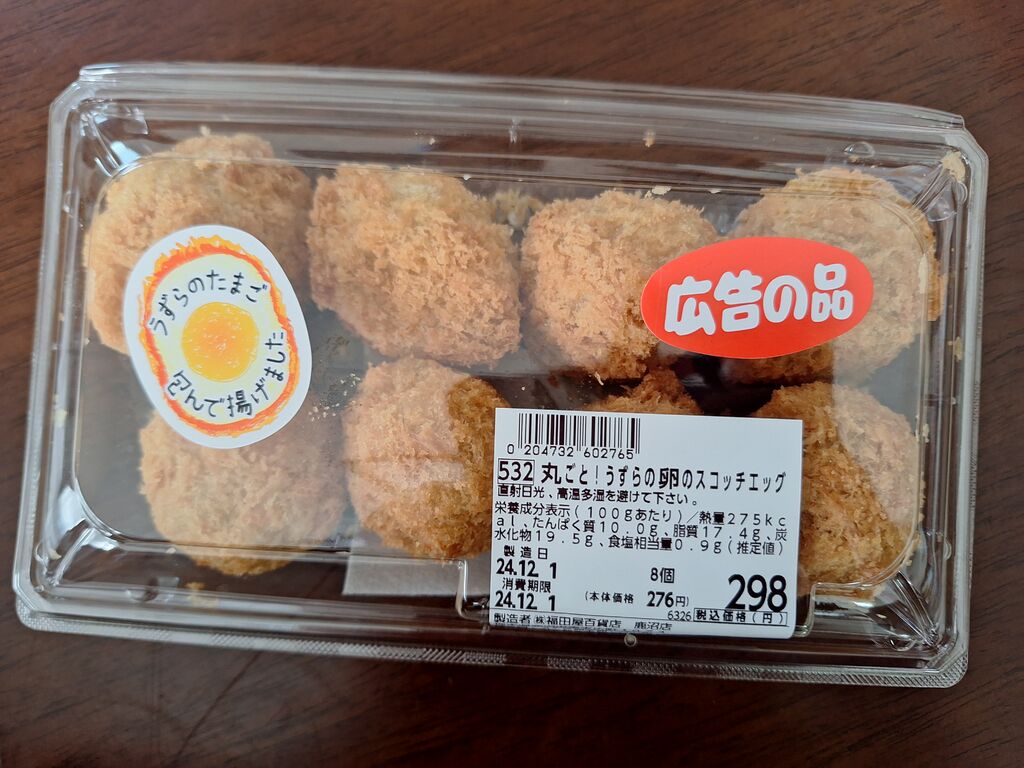 うずらのたまご
包んで揚げました
広告の品
0 204732 602765
532 丸ごと!うずらの卵のスコッチエッグ
直射日光、高温多湿を避けて下さい。
栄養成分表示(100gあたり)/熱量275kc
al、たんぱく質10.0g、脂質17.4g、炭
水化物19.5g、食塩相当量0.9g(推定値)
製造日
24.12. 1
8個
消費期限
24.12. 1
(本体価格 276円)
298
6326 税込価格(円)
製造者 ㈱福田屋百貨店 鹿沼店